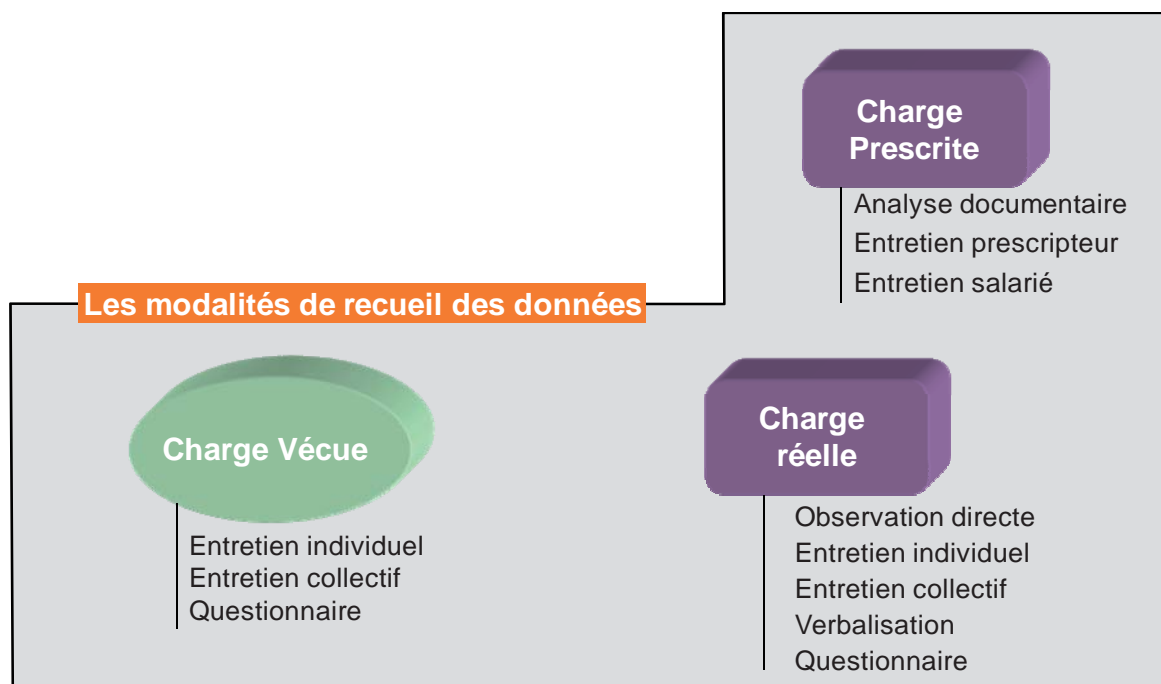 Charge
Prescrite
Analyse documentaire
Entretien prescripteur
Entretien salarié
Les modalités de recueil des données
Charge Vécue
Entretien individuel
Entretien collectif
Questionnaire
Charge
réelle
Observation directe
Entretien individuel
Entretien collectif
Verbalisation
Questionnaire